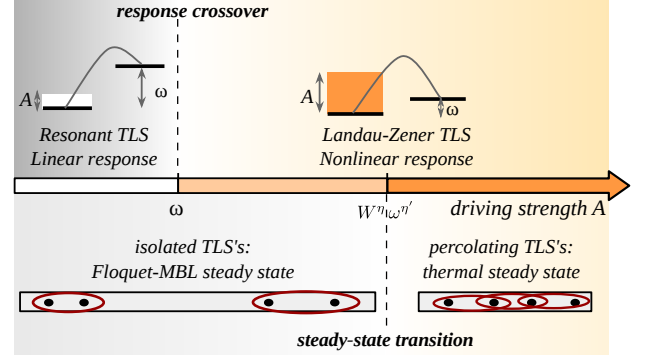 response crossover
A
ω
A
ω
Resonant TLS
Linear response
Landau-Zener TLS
Nonlinear response
ω
W^η ω^η′
driving strength A
isolated TLS's:
Floquet-MBL steady state
percolating TLS's:
thermal steady state
steady-state transition